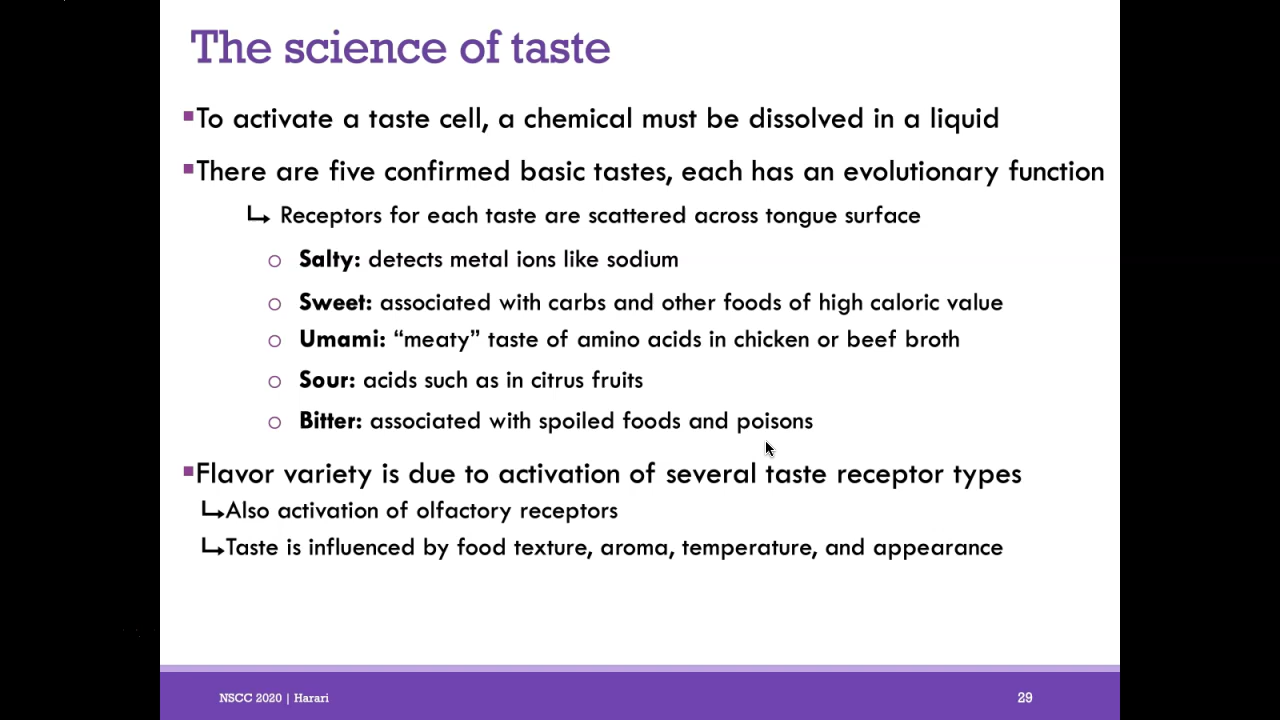 The science of taste
▪To activate a taste cell, a chemical must be dissolved in a liquid
▪There are five confirmed basic tastes, each has an evolutionary function
↳ Receptors for each taste are scattered across tongue surface
o Salty: detects metal ions like sodium
o Sweet: associated with carbs and other foods of high caloric value
o Umami: “meaty” taste of amino acids in chicken or beef broth
o Sour: acids such as in citrus fruits
o Bitter: associated with spoiled foods and poisons
▪Flavor variety is due to activation of several taste receptor types
↳Also activation of olfactory receptors
↳Taste is influenced by food texture, aroma, temperature, and appearance
NSCC 2020 | Harari
29